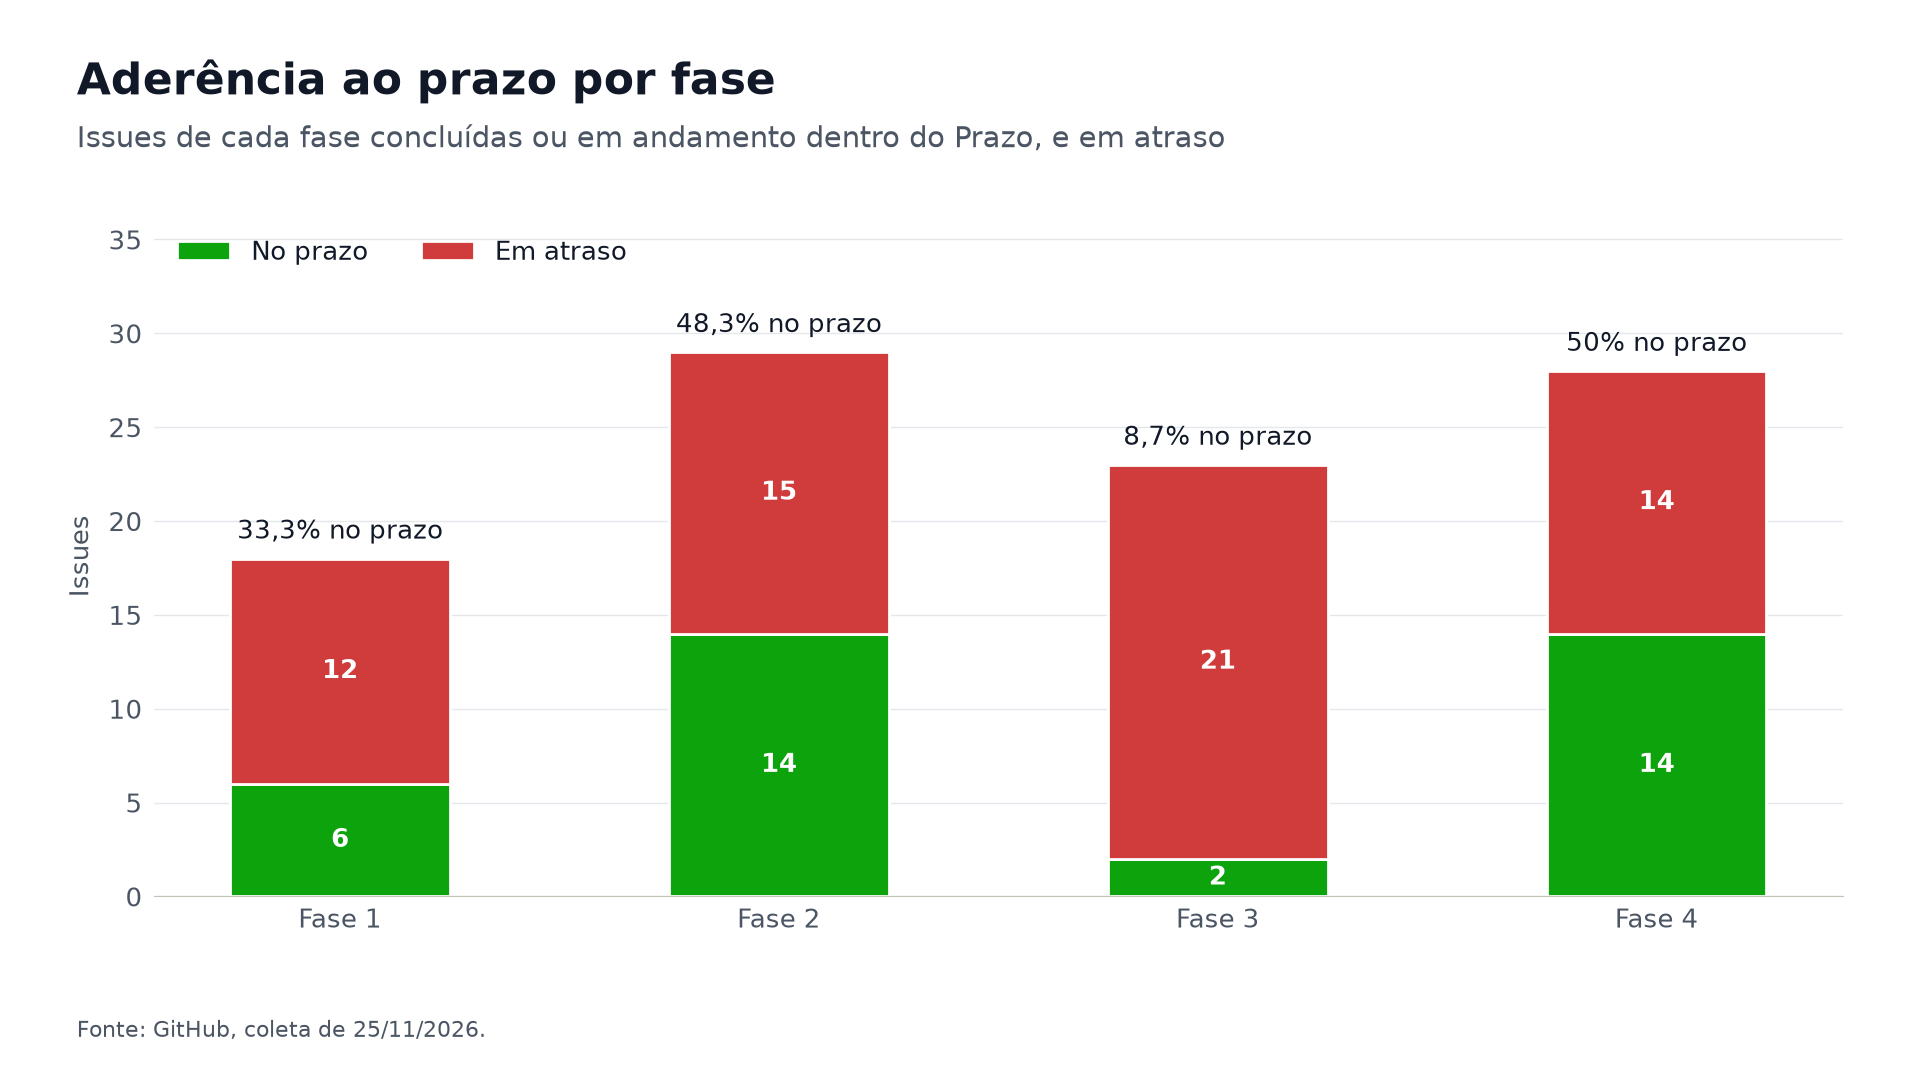 Aderência ao prazo por fase
Issues de cada fase concluídas ou em andamento dentro do Prazo, e em atraso
No prazo
Em atraso
35
30
25
20
15
10
5
0
Issues
33,3% no prazo
12
6
48,3% no prazo
15
14
8,7% no prazo
21
2
50% no prazo
14
14
Fase 1
Fase 2
Fase 3
Fase 4
Fonte: GitHub, coleta de 25/11/2026.